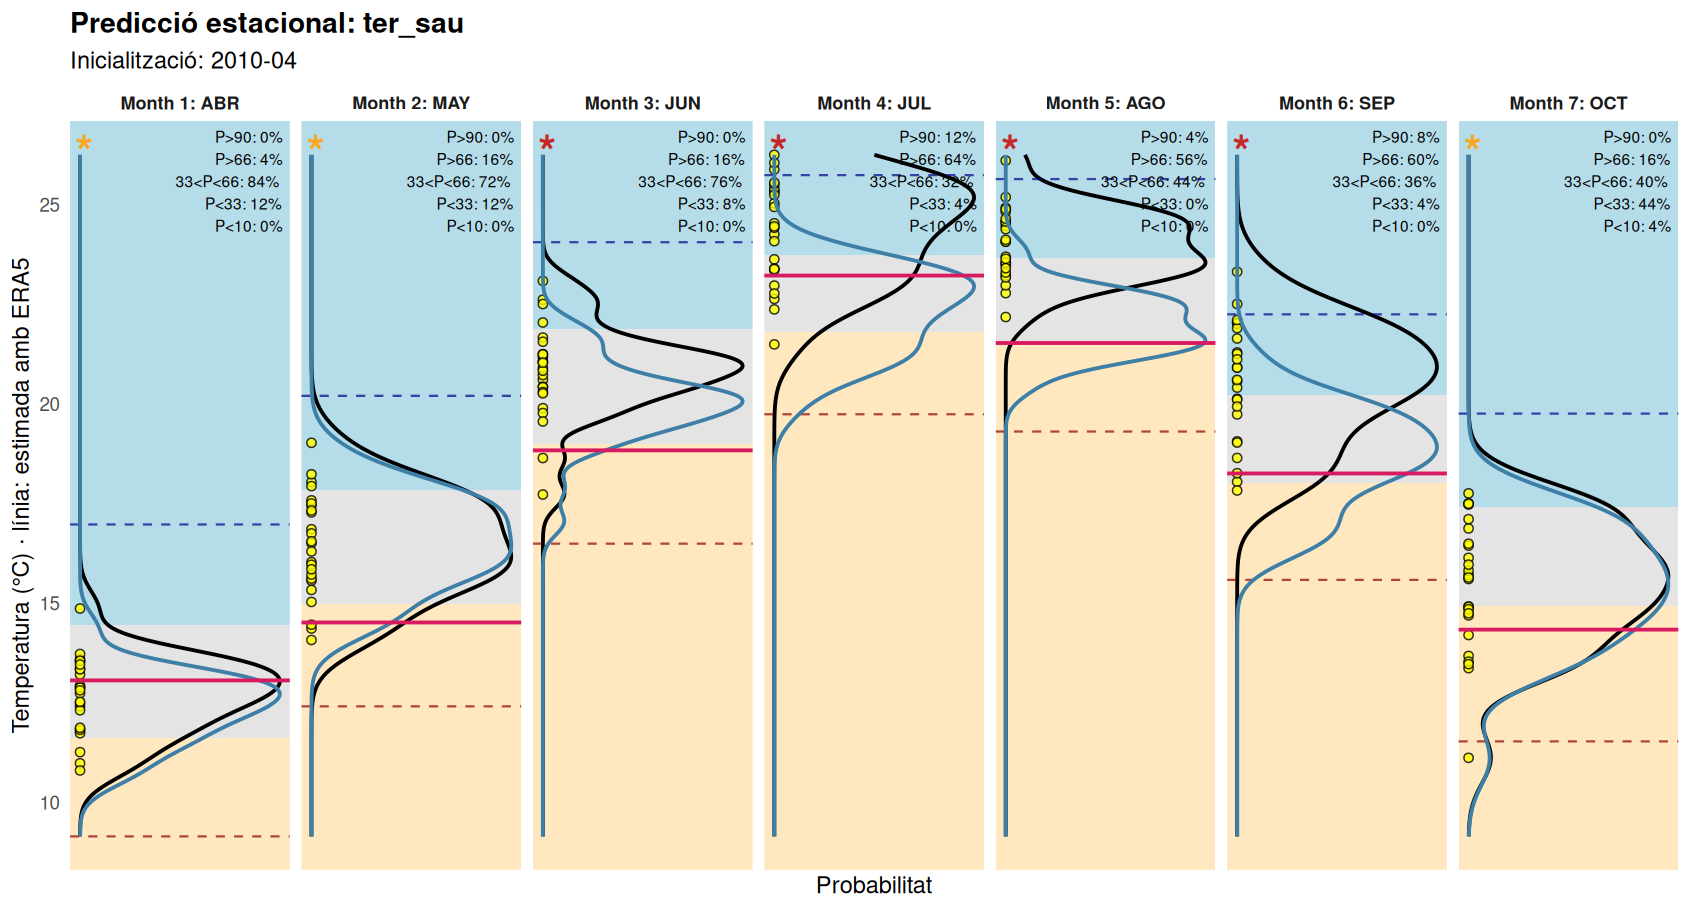 Predicció estacional: ter_sau
Inicialització: 2010-04
Month 1: ABR
Month 2: MAY
Month 3: JUN
Month 4: JUL
Month 5: AGO
Month 6: SEP
Month 7: OCT
*
P>90: 0%
P>66: 4%
33<P<66: 84%
P<33: 12%
P<10: 0%
*
P>90: 0%
P>66: 16%
33<P<66: 72%
P<33: 12%
P<10: 0%
*
P>90: 0%
P>66: 16%
33<P<66: 76%
P<33: 8%
P<10: 0%
*
P>90: 12%
P>66: 64%
33<P<66: 32%
P<33: 4%
P<10: 0%
*
P>90: 4%
P>66: 56%
33<P<66: 44%
P<33: 0%
P<10: 0%
*
P>90: 8%
P>66: 60%
33<P<66: 36%
P<33: 4%
P<10: 0%
*
P>90: 0%
P>66: 16%
33<P<66: 40%
P<33: 44%
P<10: 4%
25
20
15
10
Temperatura (°C) · línia: estimada amb ERA5
Probabilitat